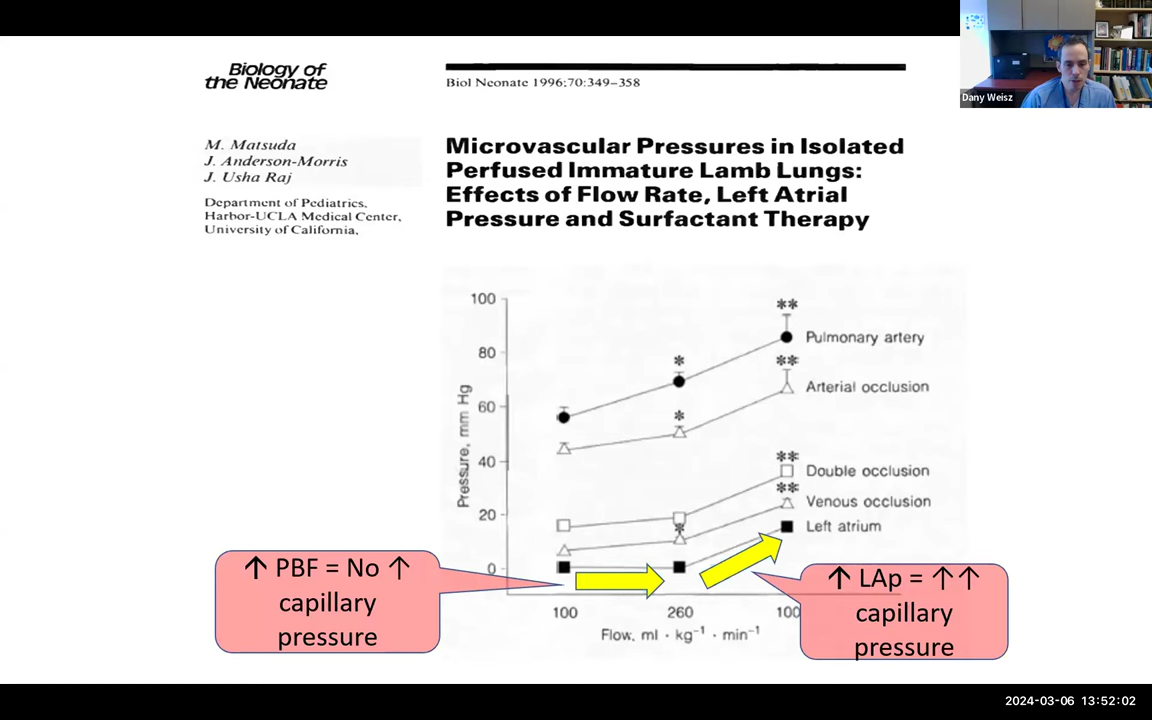 Biology of
the Neonate
Biol Neonate 1996;70:349–358
M. Matsuda
J. Anderson-Morris
J. Usha Raj
Department of Pediatrics,
Harbor-UCLA Medical Center,
University of California,
Microvascular Pressures in Isolated
Perfused Immature Lamb Lungs:
Effects of Flow Rate, Left Atrial
Pressure and Surfactant Therapy
Dany Weisz
Pressure, mm Hg
100
80
60
40
20
0
*
**
Pulmonary artery
*
**
Arterial occlusion
**
Double occlusion
*
**
Venous occlusion
Left atrium
100
260
100
Flow, ml · kg⁻¹ · min⁻¹
↑ PBF = No ↑
capillary
pressure
↑ LAp = ↑↑
capillary
pressure
2024-03-06 13:52:02